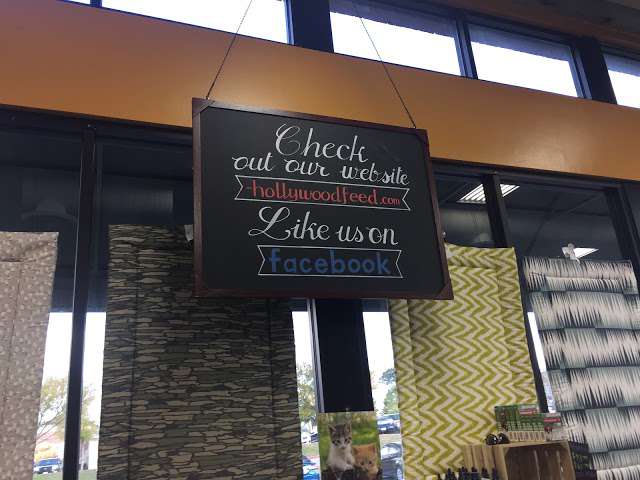 Check
out our website
-hollywoodfeed.com
Like us on
facebook